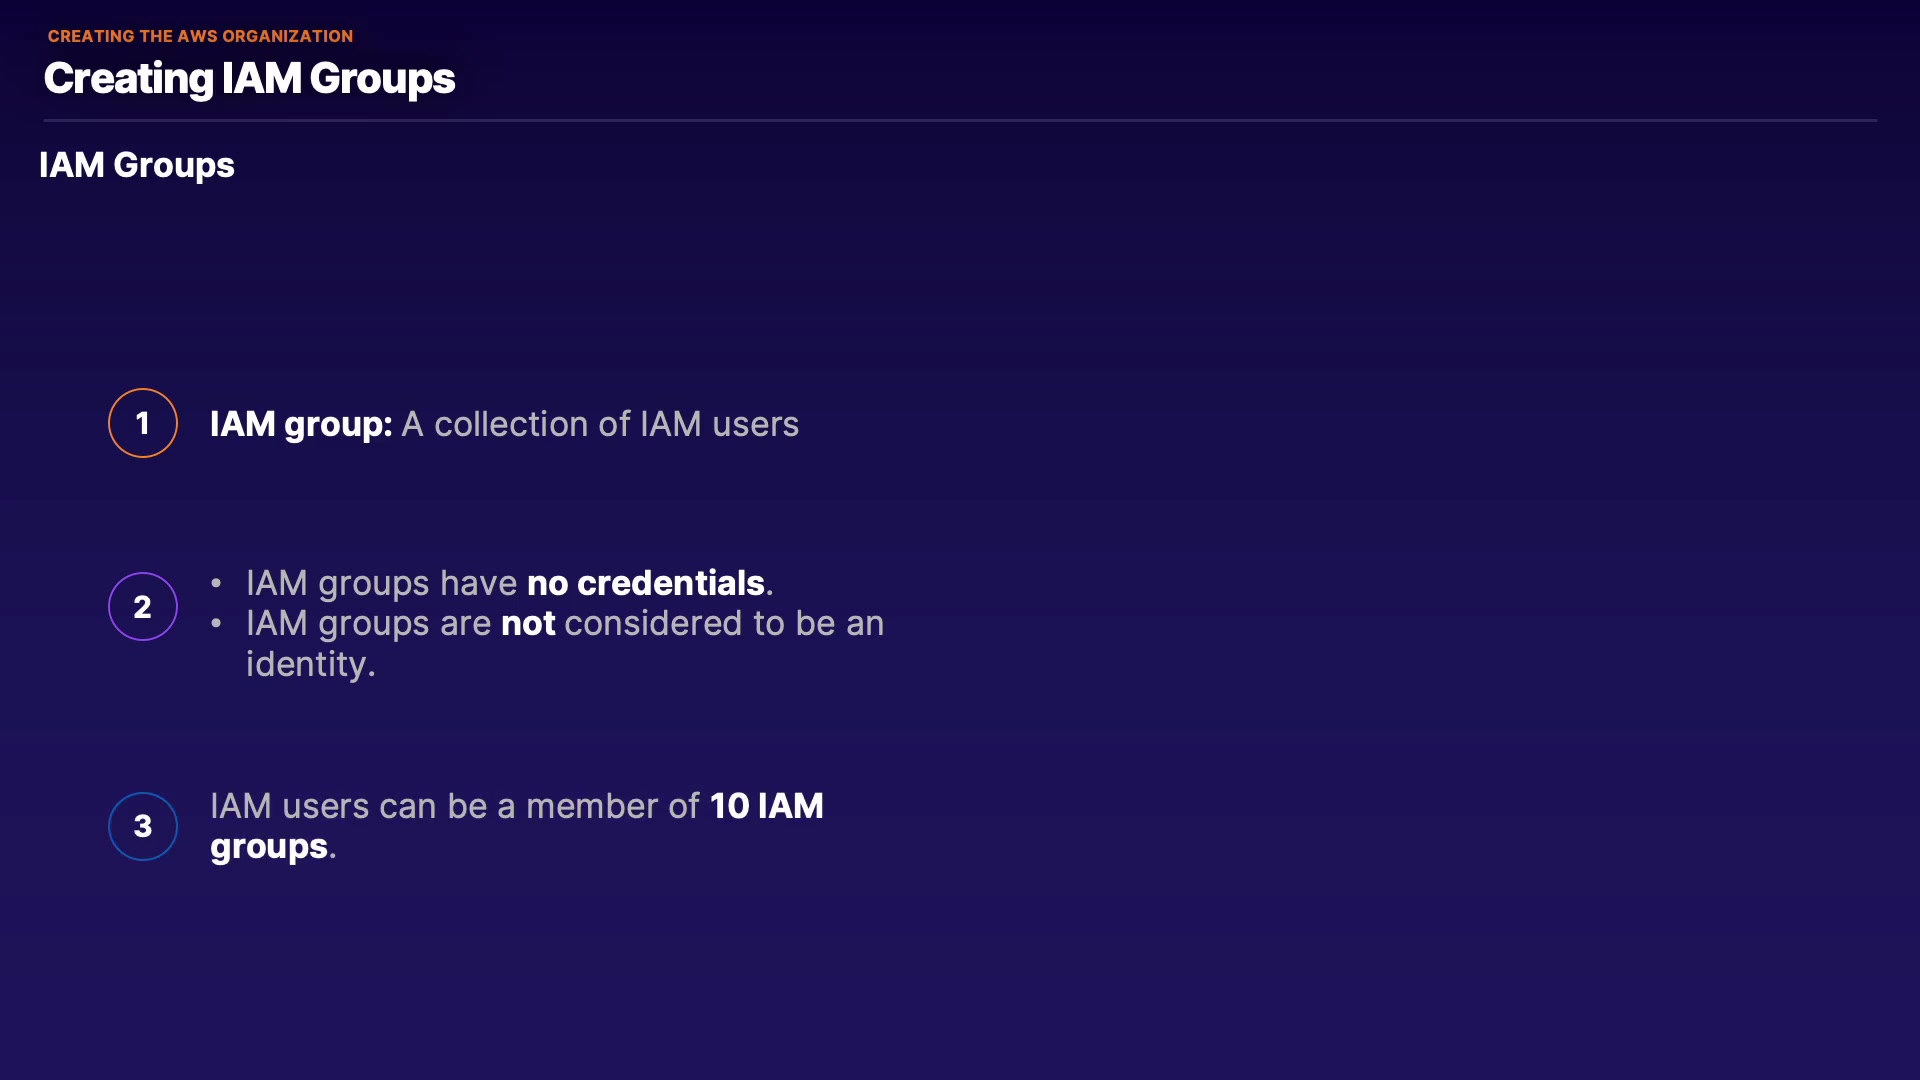 CREATING THE AWS ORGANIZATION
Creating IAM Groups
IAM Groups
1
IAM group: A collection of IAM users
2
• IAM groups have no credentials.
• IAM groups are not considered to be an
identity.
3
IAM users can be a member of 10 IAM
groups.